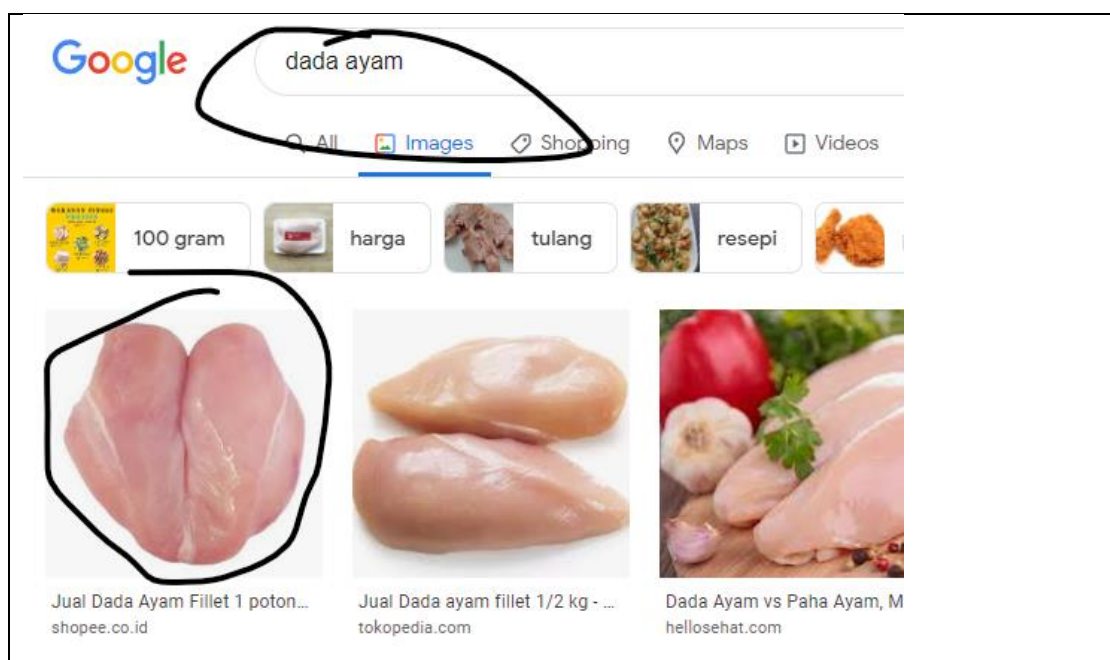 Google
dada ayam
All Images Shopping Maps Videos
100 gram harga tulang resepi
Jual Dada Ayam Fillet 1 poton... Jual Dada ayam fillet 1/2 kg - ... Dada Ayam vs Paha Ayam, M
shopee.co.id tokopedia.com hellosehat.com